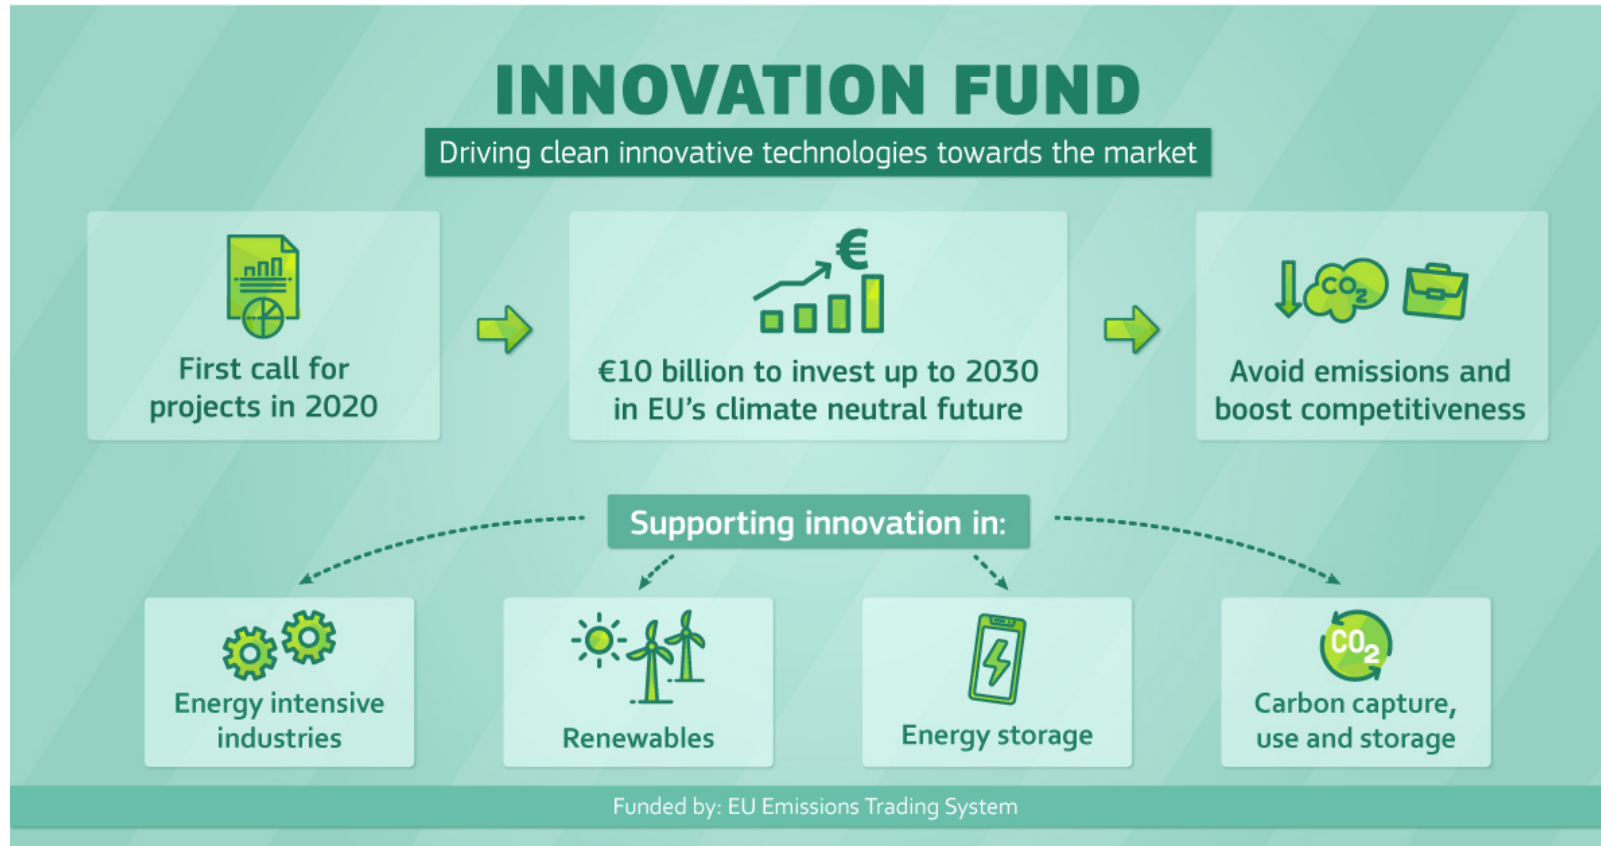 INNOVATION FUND
Driving clean innovative technologies towards the market
First call for
projects in 2020
€
€10 billion to invest up to 2030
in EU's climate neutral future
CO2
Avoid emissions and
boost competitiveness
Supporting innovation in:
Energy intensive
industries
Renewables
Energy storage
CO2
Carbon capture,
use and storage
Funded by: EU Emissions Trading System